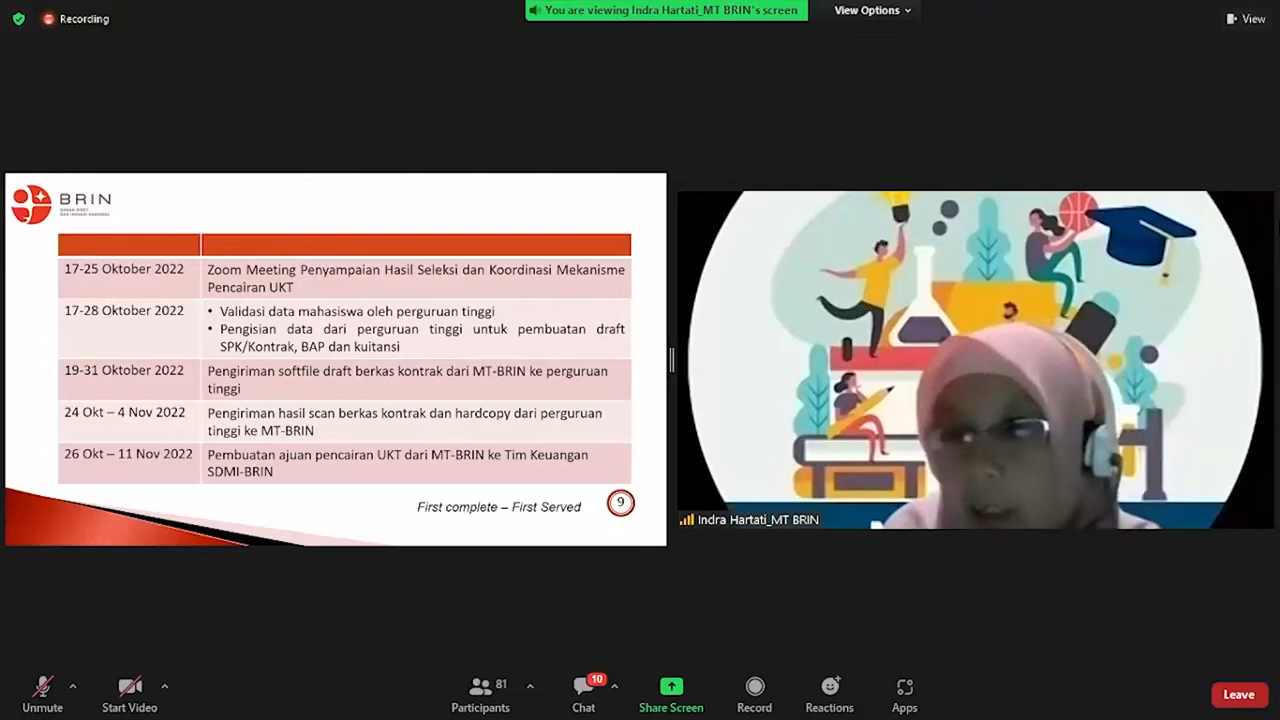 Recording
You are viewing Indra Hartati_MT BRIN's screen
View Options
View
BRIN
BADAN RISET
DAN INOVASI NASIONAL
17-25 Oktober 2022
Zoom Meeting Penyampaian Hasil Seleksi dan Koordinasi Mekanisme
Pencairan UKT
17-28 Oktober 2022
• Validasi data mahasiswa oleh perguruan tinggi
• Pengisian data dari perguruan tinggi untuk pembuatan draft
SPK/Kontrak, BAP dan kuitansi
19-31 Oktober 2022
Pengiriman softfile draft berkas kontrak dari MT-BRIN ke perguruan
tinggi
24 Okt – 4 Nov 2022
Pengiriman hasil scan berkas kontrak dan hardcopy dari perguruan
tinggi ke MT-BRIN
26 Okt – 11 Nov 2022
Pembuatan ajuan pencairan UKT dari MT-BRIN ke Tim Keuangan
SDMI-BRIN
First complete – First Served
9
Indra Hartati_MT BRIN
Unmute
Start Video
81
Participants
10
Chat
Share Screen
Record
Reactions
Apps
Leave